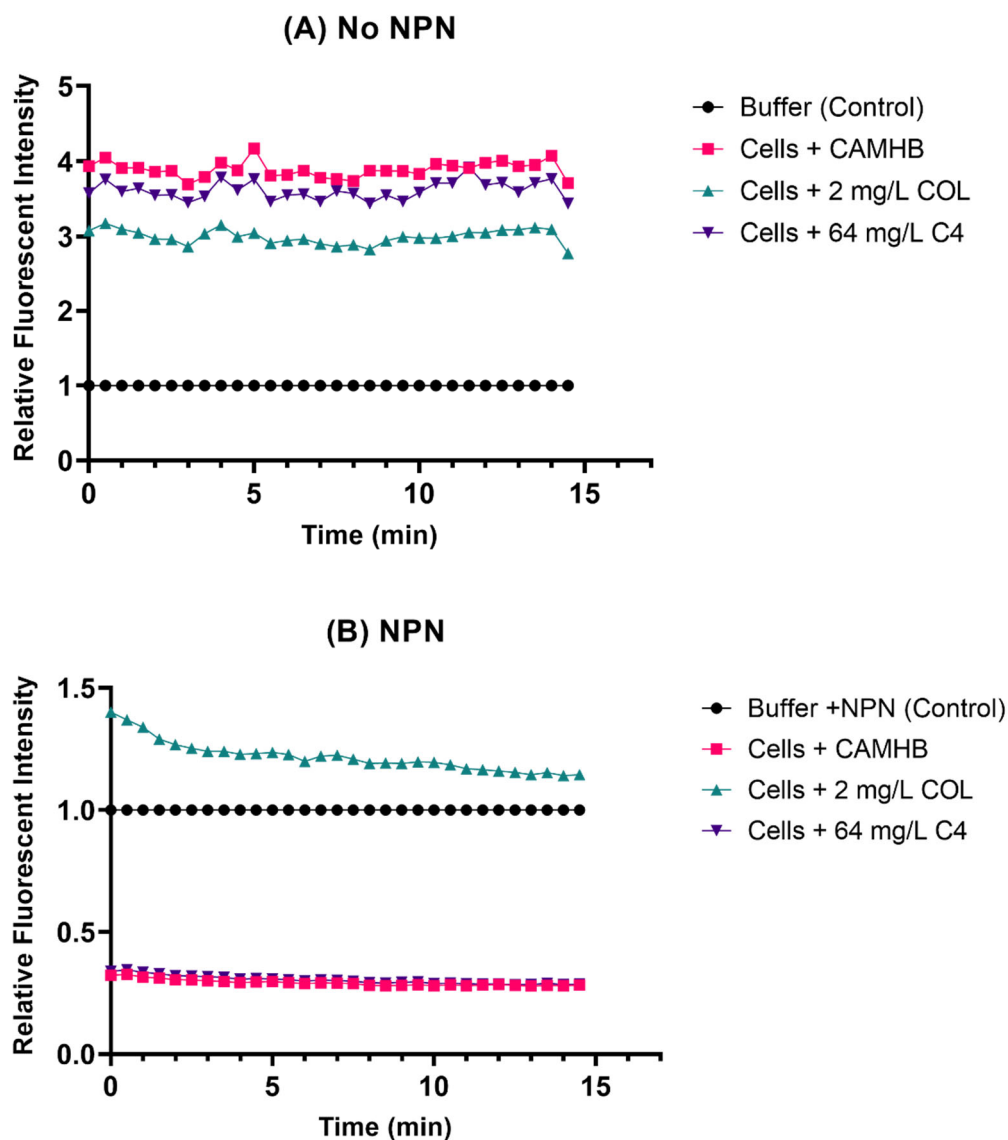 (A) No NPN
Relative Fluorescent Intensity
5
4
3
2
1
0
0 5 10 15
Time (min)
Buffer (Control)
Cells + CAMHB
Cells + 2 mg/L COL
Cells + 64 mg/L C4
(B) NPN
Relative Fluorescent Intensity
1.5
1.0
0.5
0.0
0 5 10 15
Time (min)
Buffer +NPN (Control)
Cells + CAMHB
Cells + 2 mg/L COL
Cells + 64 mg/L C4